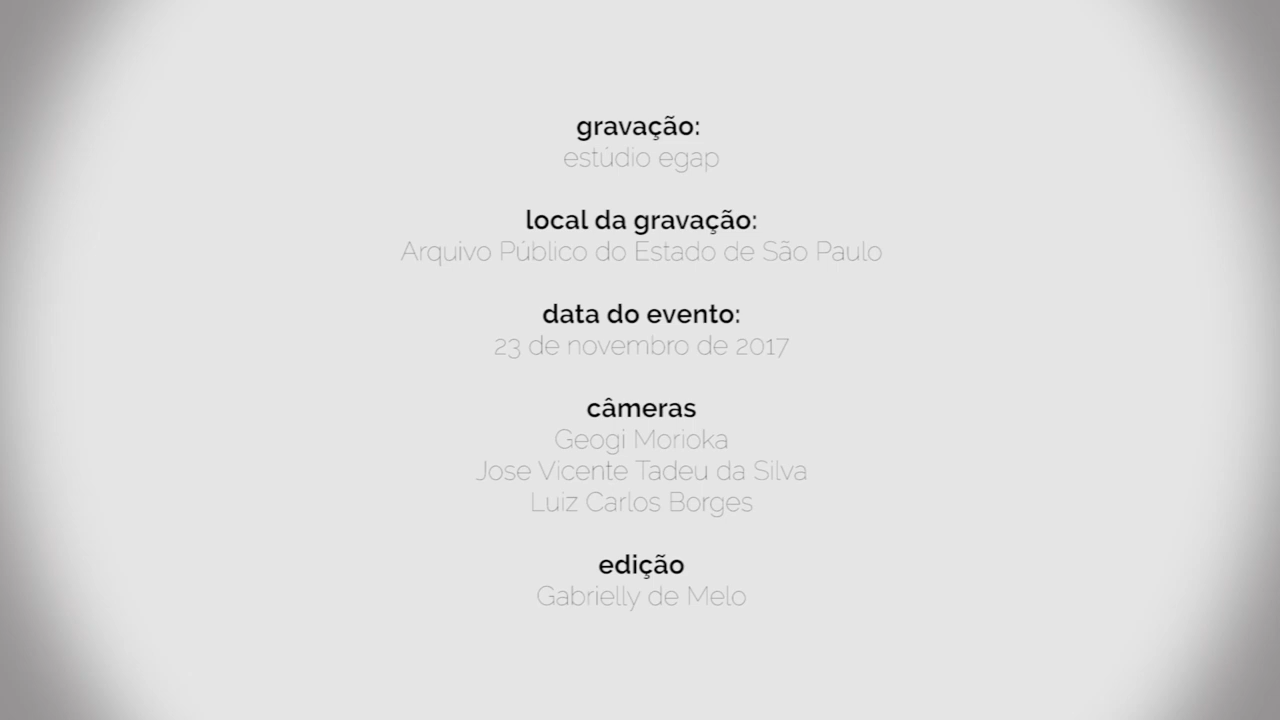 gravação:
estúdio egap
local da gravação:
Arquivo Público do Estado de São Paulo
data do evento:
23 de novembro de 2017
câmeras
Geogi Morioka
Jose Vicente Tadeu da Silva
Luiz Carlos Borges
edição
Gabrielly de Melo